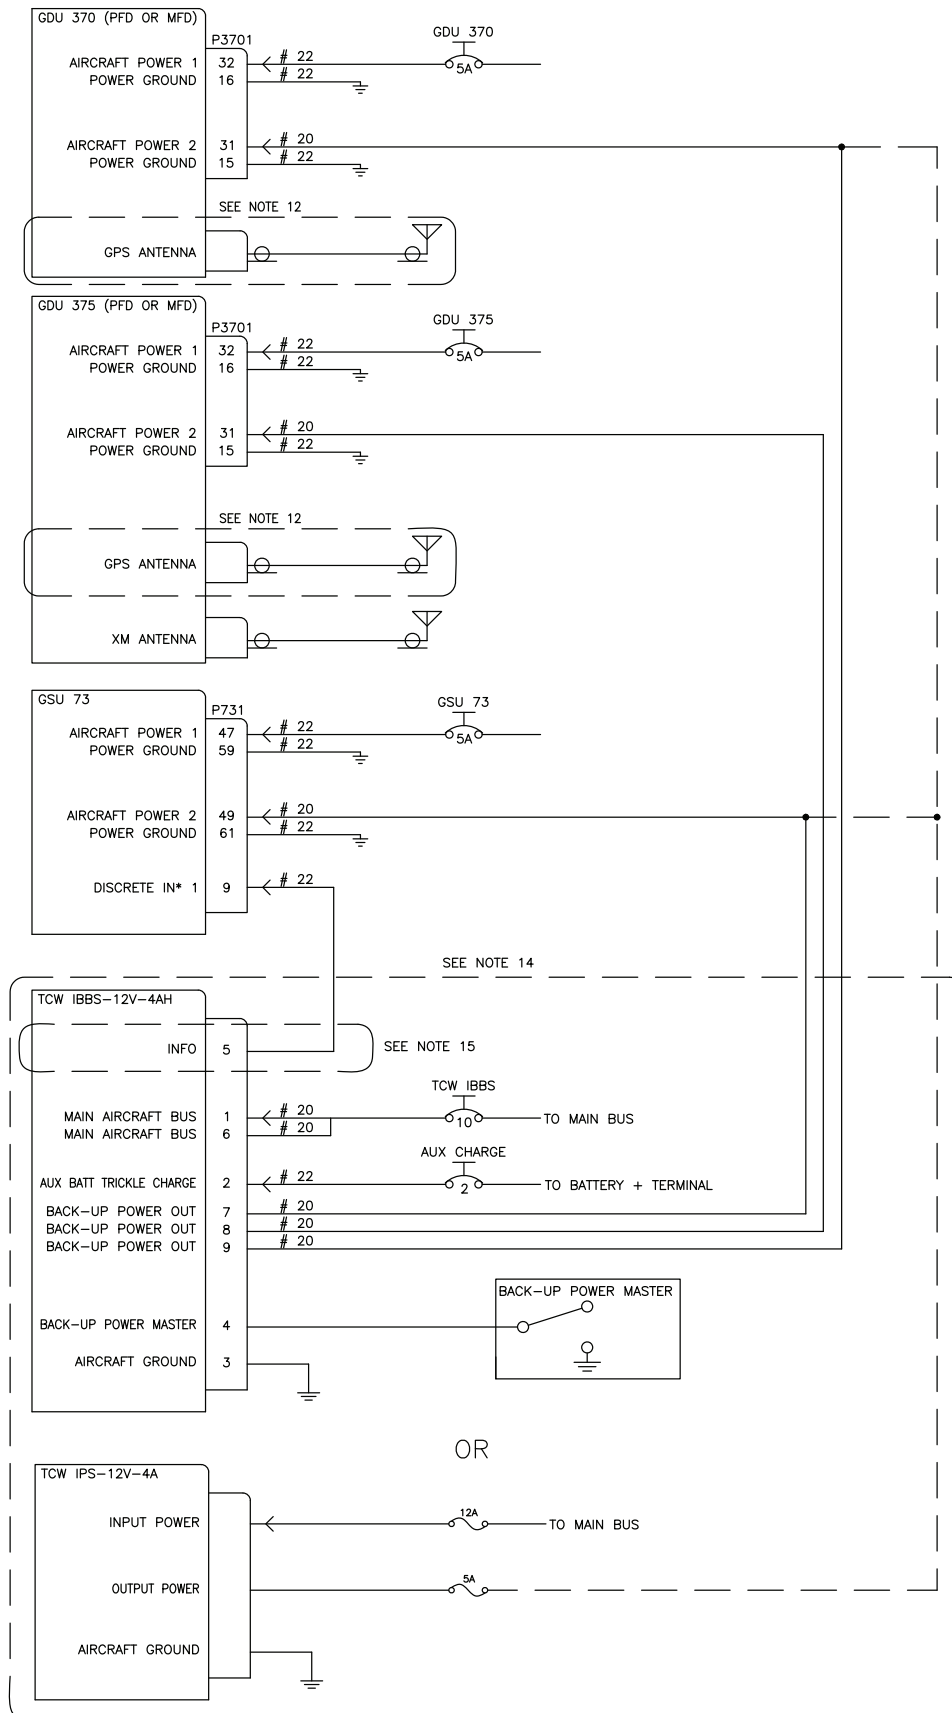 GDU 370 (PFD OR MFD)
P3701
GDU 370
AIRCRAFT POWER 1 32 # 22 5A
POWER GROUND 16 # 22
AIRCRAFT POWER 2 31 # 20
POWER GROUND 15 # 22
SEE NOTE 12
GPS ANTENNA
GDU 375 (PFD OR MFD)
P3701
GDU 375
AIRCRAFT POWER 1 32 # 22 5A
POWER GROUND 16 # 22
AIRCRAFT POWER 2 31 # 20
POWER GROUND 15 # 22
SEE NOTE 12
GPS ANTENNA
XM ANTENNA
GSU 73
P731
GSU 73
AIRCRAFT POWER 1 47 # 22 5A
POWER GROUND 59 # 22
AIRCRAFT POWER 2 49 # 20
POWER GROUND 61 # 22
DISCRETE IN* 1 9 # 22
SEE NOTE 14
TCW IBBS-12V-4AH
INFO 5 SEE NOTE 15
TCW IBBS
MAIN AIRCRAFT BUS 1 # 20 10 TO MAIN BUS
MAIN AIRCRAFT BUS 6 # 20
AUX CHARGE
AUX BATT TRICKLE CHARGE 2 # 22 2 TO BATTERY + TERMINAL
BACK-UP POWER OUT 7 # 20
BACK-UP POWER OUT 8 # 20
BACK-UP POWER OUT 9 # 20
BACK-UP POWER MASTER
BACK-UP POWER MASTER 4
AIRCRAFT GROUND 3
OR
TCW IPS-12V-4A
INPUT POWER 12A TO MAIN BUS
OUTPUT POWER 5A
AIRCRAFT GROUND